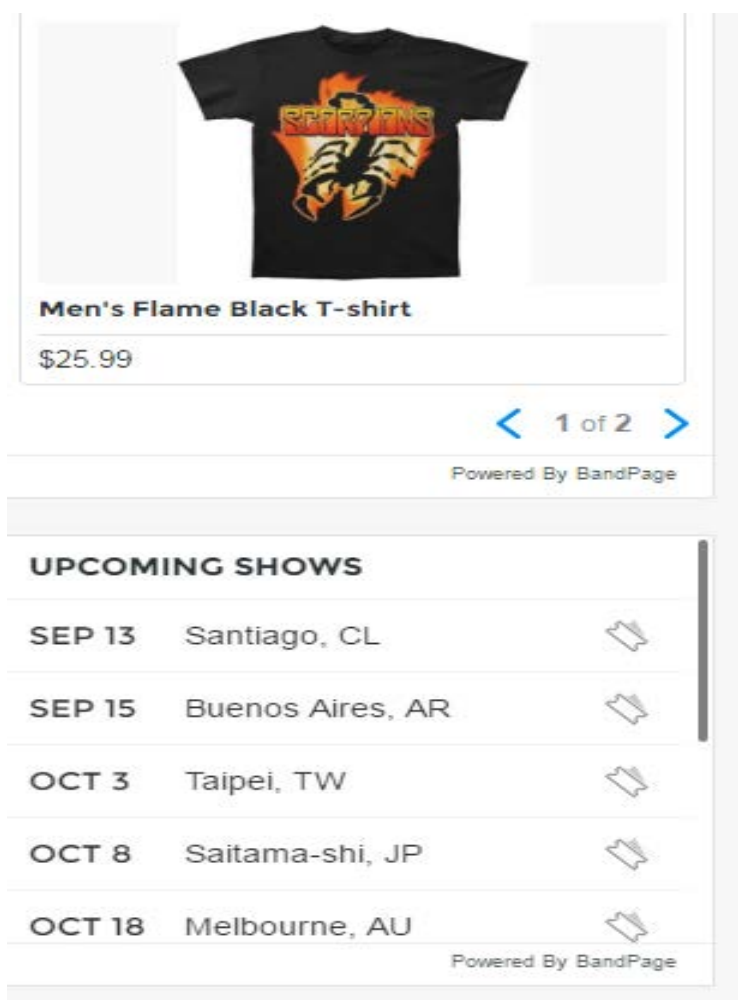 SCORPIONS
Men's Flame Black T-shirt
$25.99
1 of 2
Powered By BandPage
UPCOMING SHOWS
SEP 13 Santiago, CL
SEP 15 Buenos Aires, AR
OCT 3 Taipei, TW
OCT 8 Saitama-shi, JP
OCT 18 Melbourne, AU
Powered By BandPage